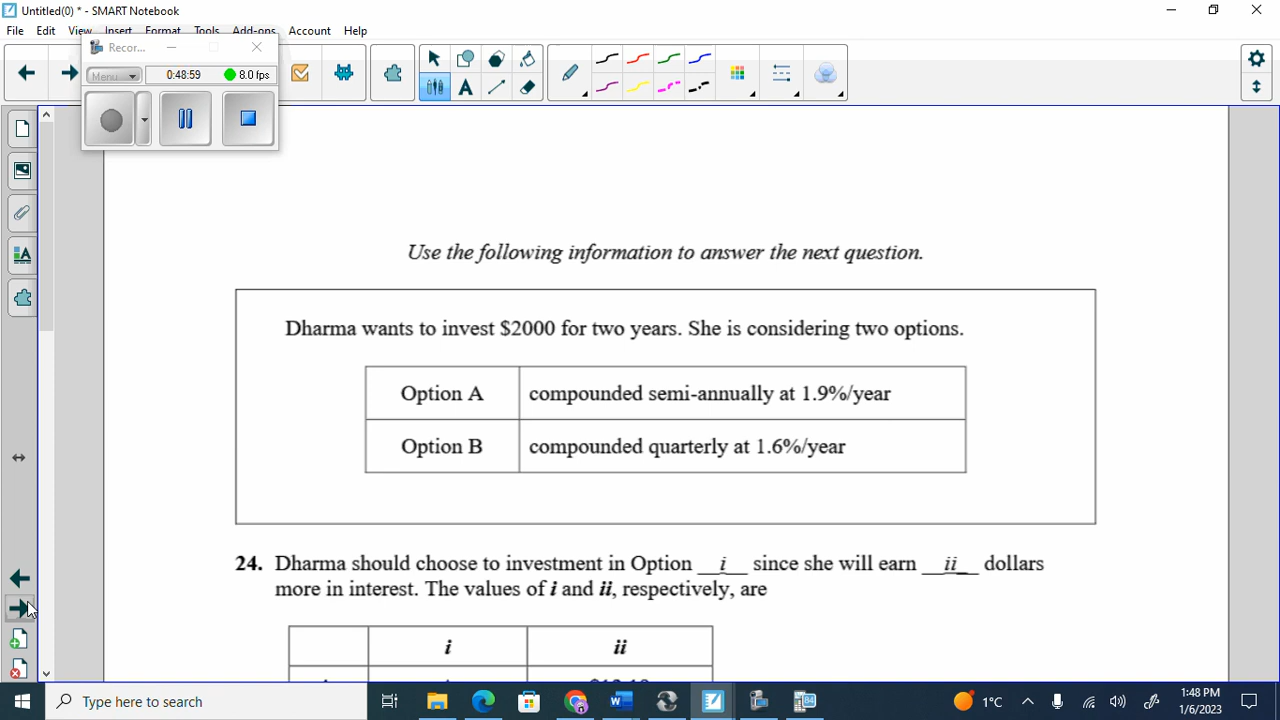 Untitled(0) * - SMART Notebook
File Edit View Insert Format Tools Add-ons Account Help
Recor...
Menu 0:48:59 8.0 fps
Use the following information to answer the next question.
Dharma wants to invest $2000 for two years. She is considering two options.
Option A compounded semi-annually at 1.9%/year
Option B compounded quarterly at 1.6%/year
24. Dharma should choose to investment in Option __i__ since she will earn __ii__ dollars
more in interest. The values of i and ii, respectively, are
i ii
Type here to search
1°C
1:48 PM
1/6/2023